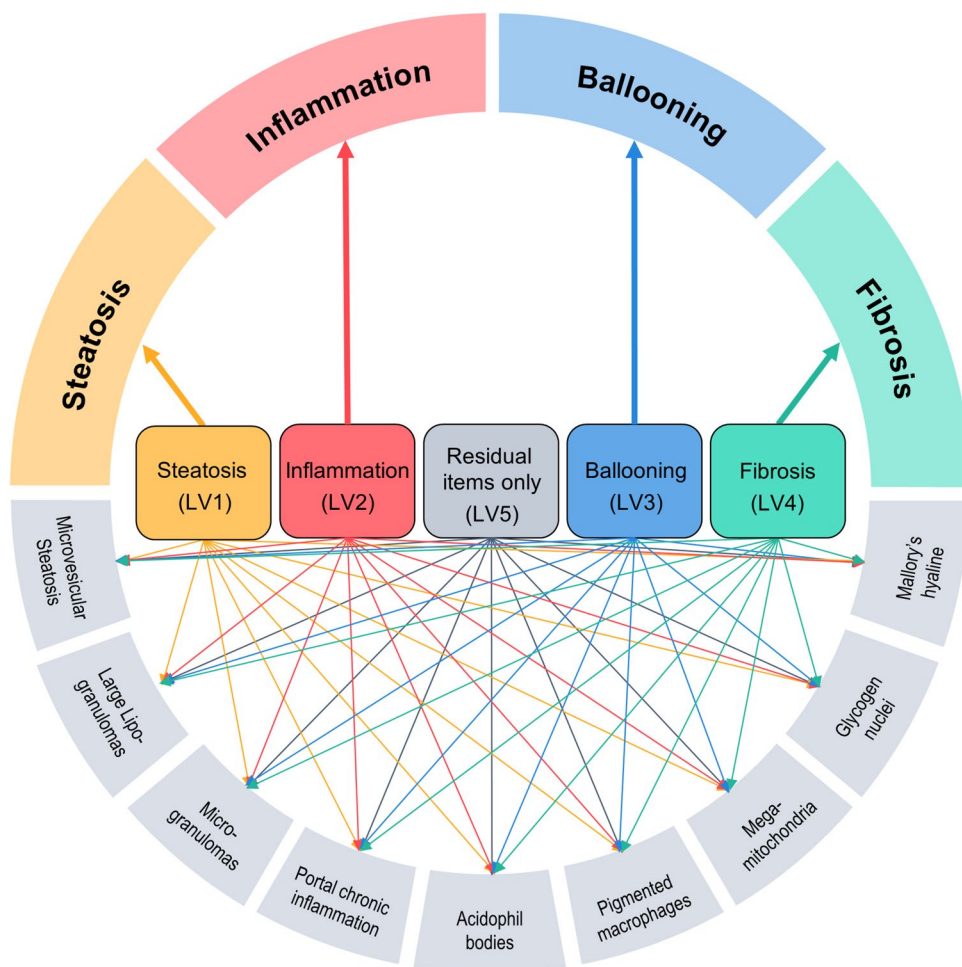 Steatosis
Inflammation
Ballooning
Fibrosis
Steatosis
(LV1)
Inflammation
(LV2)
Residual
items only
(LV5)
Ballooning
(LV3)
Fibrosis
(LV4)
Microvesicular
Steatosis
Large Lipo-
granulomas
Micro-
granulomas
Portal chronic
inflammation
Acidophil
bodies
Pigmented
macrophages
Mega-
mitochondria
Glycogen
nuclei
Mallory's
hyaline